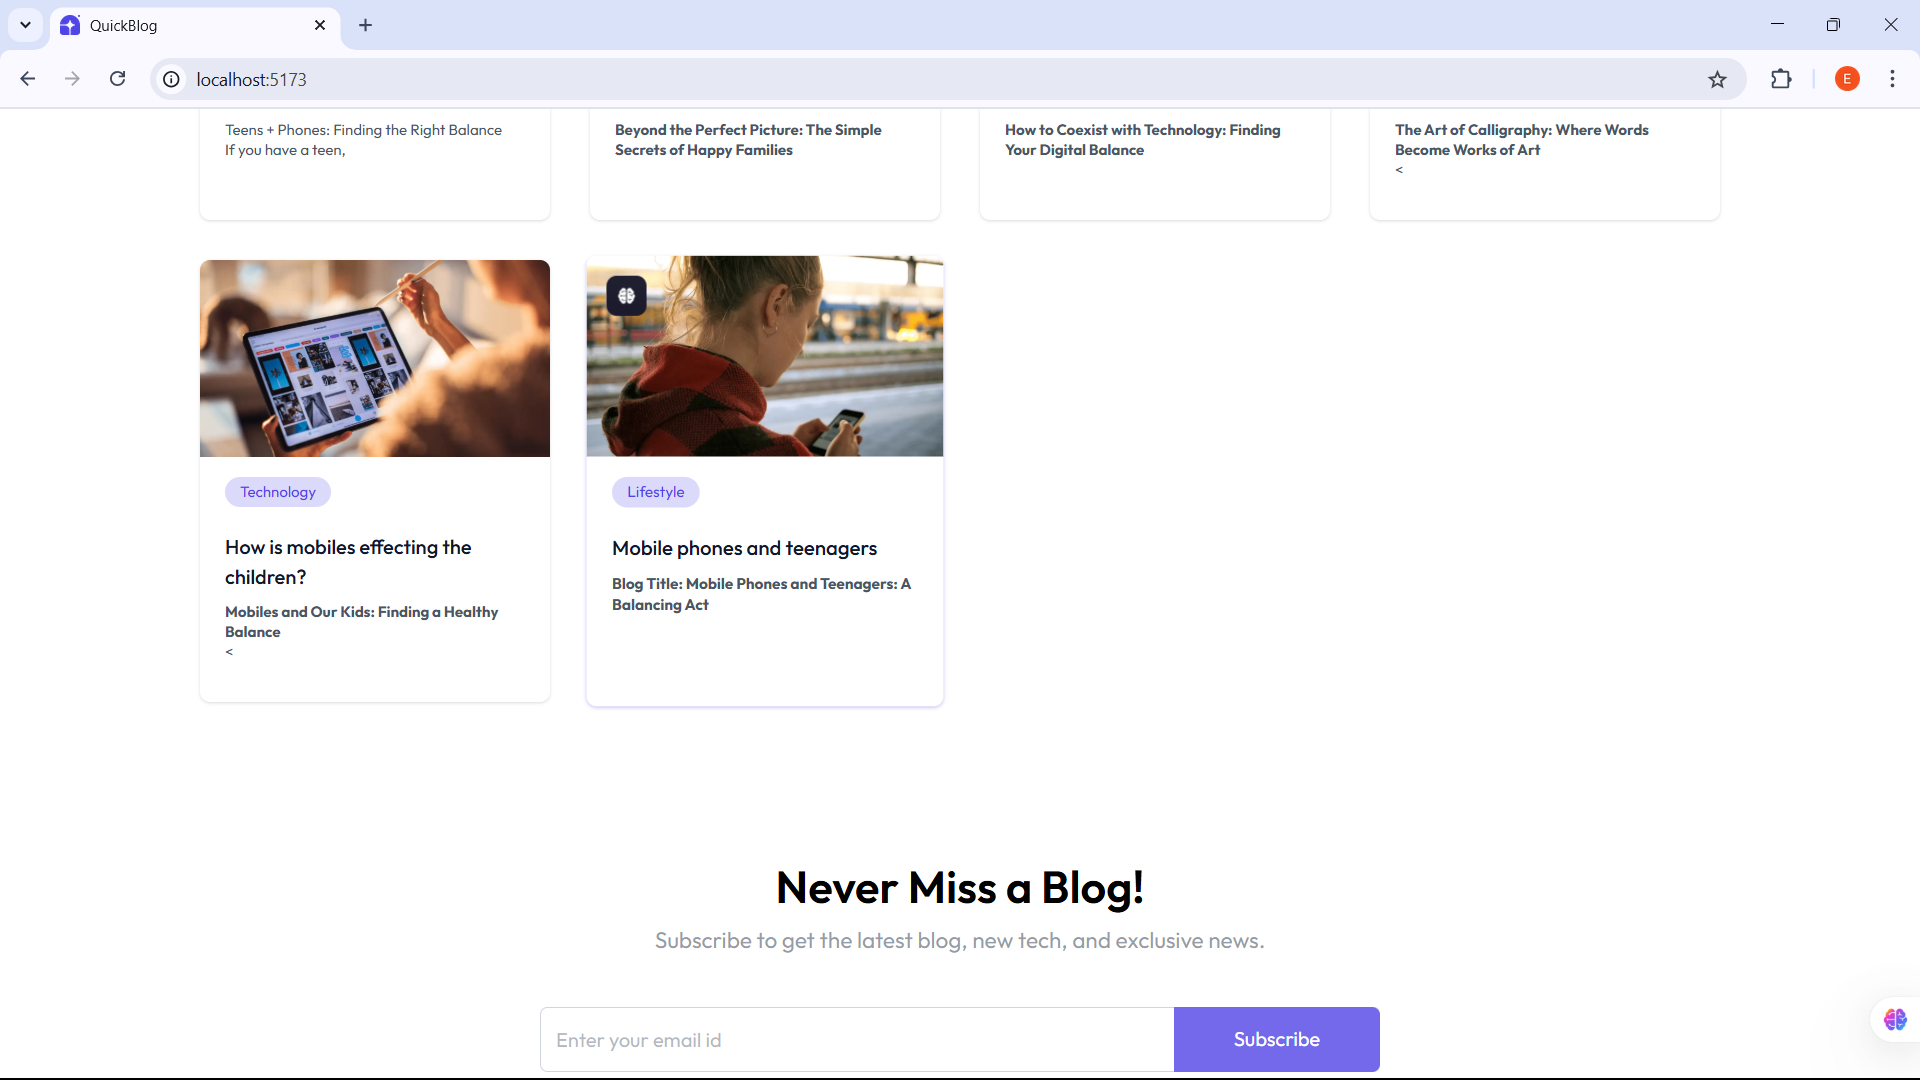 QuickBlog
localhost:5173
E
Teens + Phones: Finding the Right Balance
If you have a teen,
Beyond the Perfect Picture: The Simple
Secrets of Happy Families
How to Coexist with Technology: Finding
Your Digital Balance
The Art of Calligraphy: Where Words
Become Works of Art
<
Technology
How is mobiles effecting the
children?
Mobiles and Our Kids: Finding a Healthy
Balance
<
Lifestyle
Mobile phones and teenagers
Blog Title: Mobile Phones and Teenagers: A
Balancing Act
Never Miss a Blog!
Subscribe to get the latest blog, new tech, and exclusive news.
Enter your email id
Subscribe